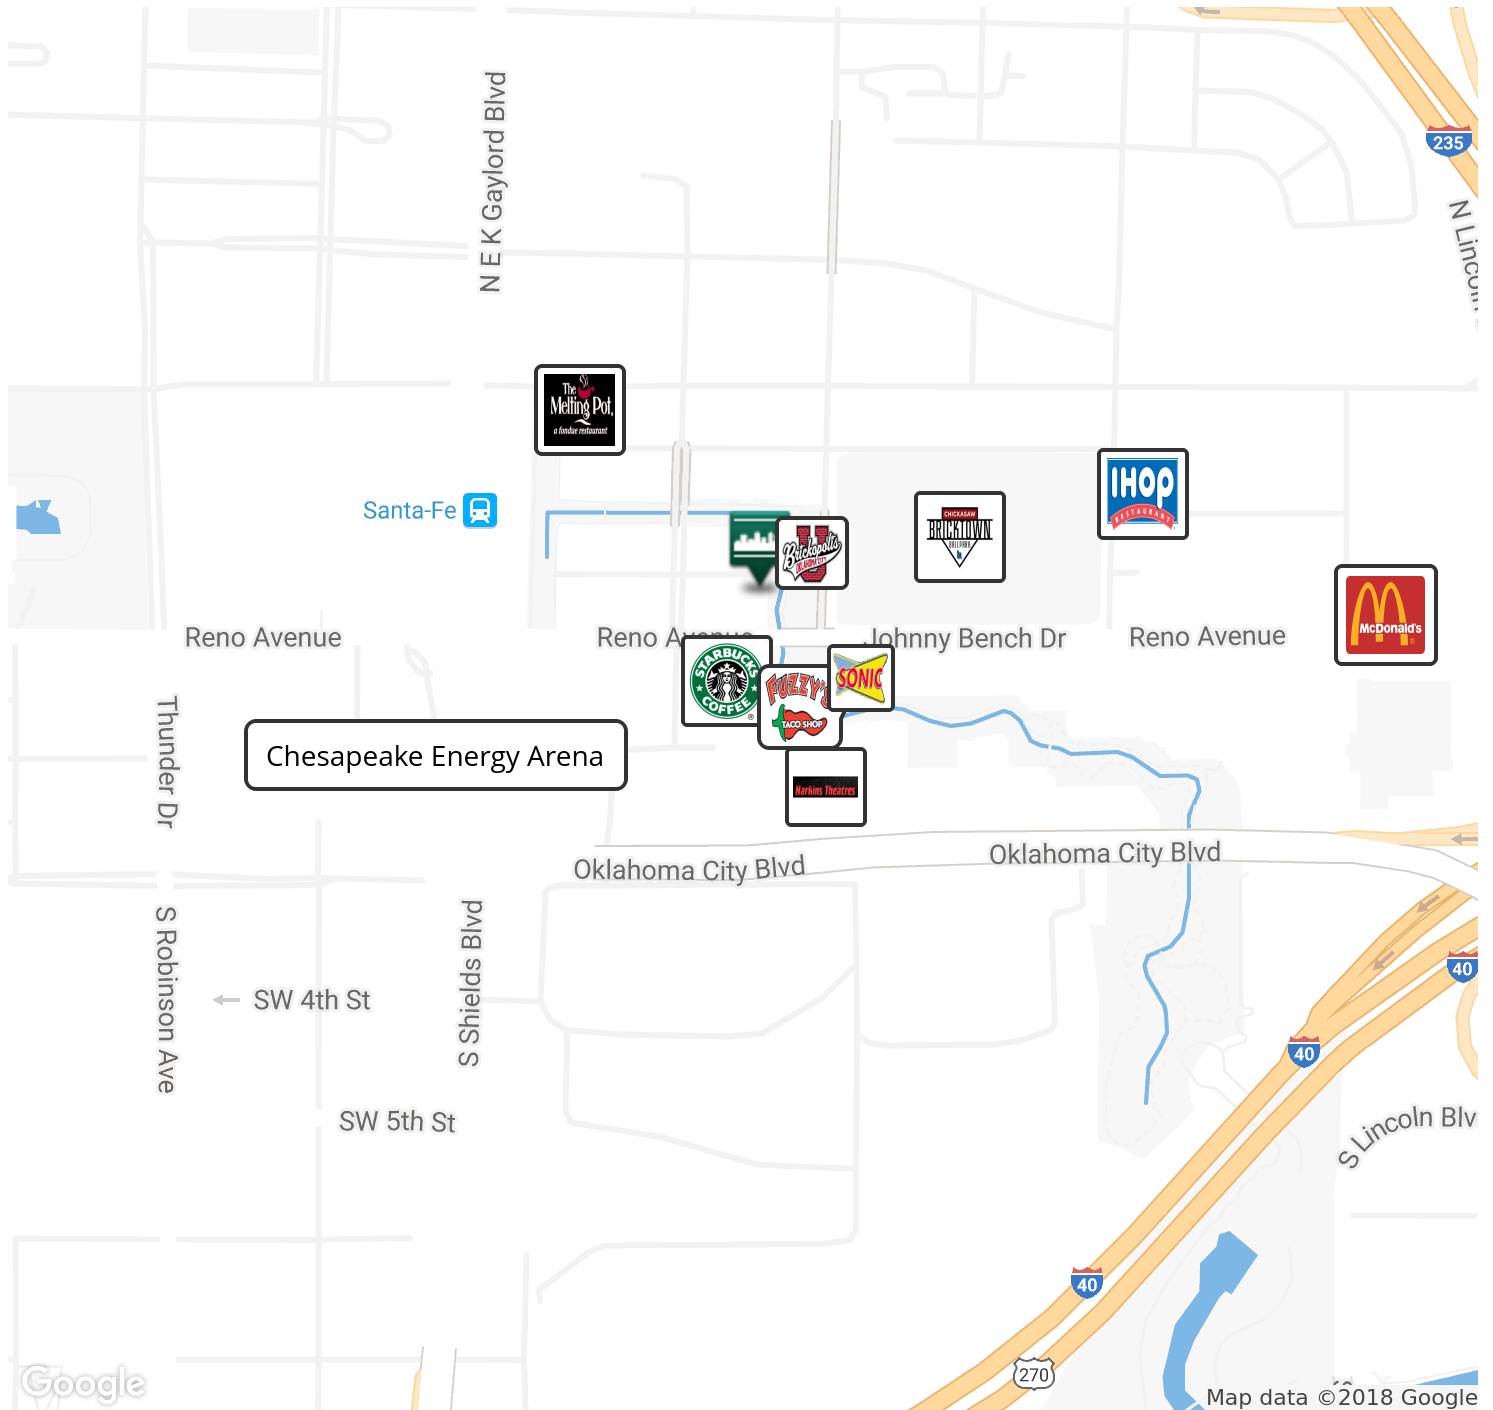 235
N E K Gaylord Blvd
N Lincoln
The
Melting Pot
a fondue restaurant
Santa-Fe
IHOP
RESTAURANT
CHICKASAW
BRICKTOWN
BALLPARK
U
Brickopolis
OKLAHOMA CITY
McDonald's
Reno Avenue
Reno Avenue
Johnny Bench Dr
Reno Avenue
STARBUCKS
COFFEE
FUZZY'S
TACO SHOP
SONIC
Thunder Dr
Chesapeake Energy Arena
Harkins Theatres
Oklahoma City Blvd
Oklahoma City Blvd
S Robinson Ave
S Shields Blvd
SW 4th St
40
40
SW 5th St
S Lincoln Blv
40
270
Google
Map data ©2018 Google